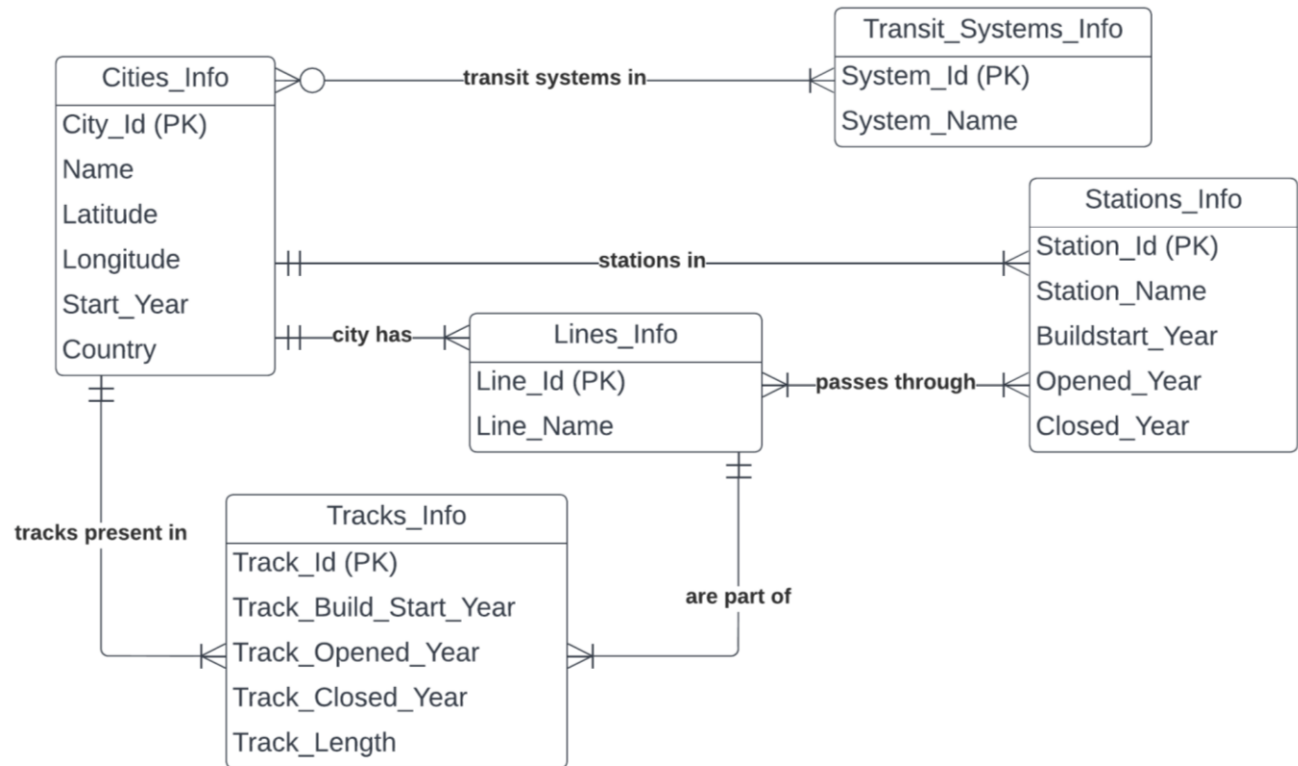 Transit_Systems_Info
System_Id (PK)
System_Name
Cities_Info
City_Id (PK)
Name
Latitude
Longitude
Start_Year
Country
transit systems in
stations in
city has
Stations_Info
Station_Id (PK)
Station_Name
Buildstart_Year
Opened_Year
Closed_Year
Lines_Info
Line_Id (PK)
Line_Name
passes through
tracks present in
are part of
Tracks_Info
Track_Id (PK)
Track_Build_Start_Year
Track_Opened_Year
Track_Closed_Year
Track_Length